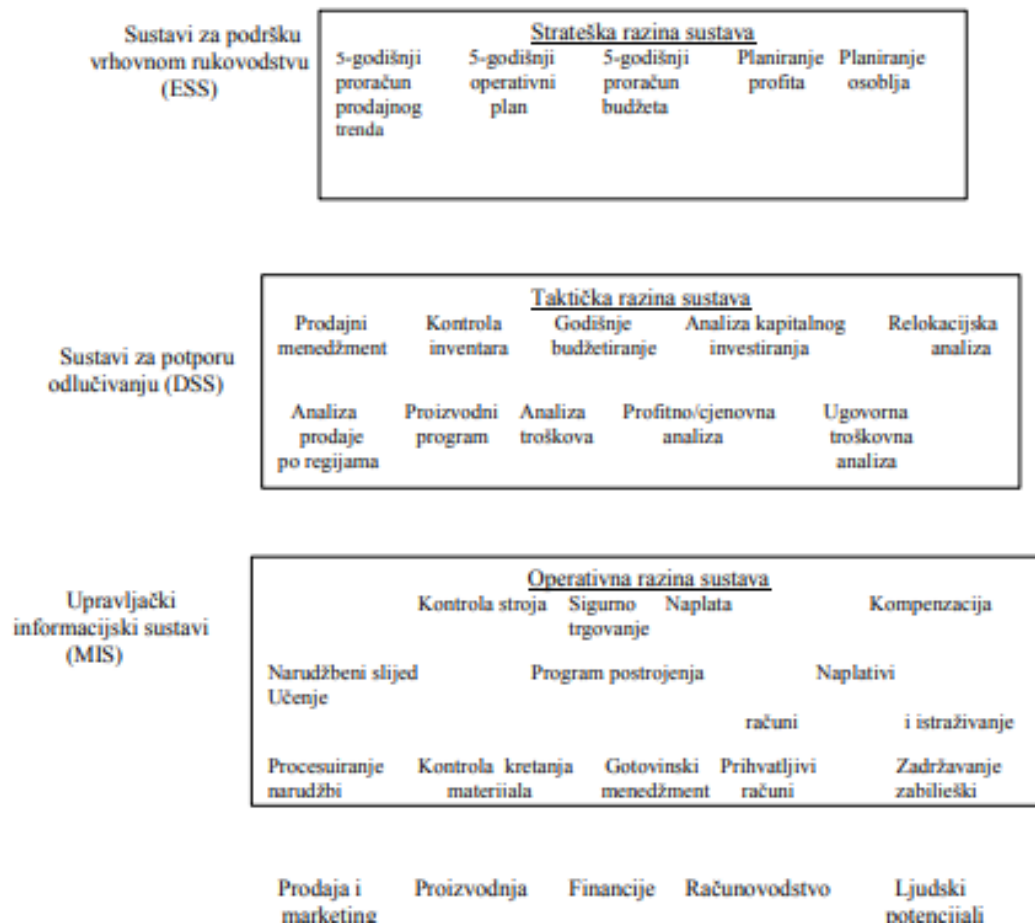 Sustavi za podršku
vrhovnom rukovodstvu
(ESS)
Strateška razina sustava
5-godišnji 5-godišnji 5-godišnji Planiranje Planiranje
proračun operativni proračun profita osoblja
prodajnog plan budžeta
trenda
Sustavi za potporu
odlučivanju (DSS)
Taktička razina sustava
Prodajni Kontrola Godišnje Analiza kapitalnog Relokacijska
menedžment inventara budžetiranje investiranja analiza
Analiza Proizvodni Analiza Profitno/cjenovna Ugovorna
prodaje program troškova analiza troškovna
po regijama analiza
Upravljački
informacijski sustavi
(MIS)
Operativna razina sustava
Kontrola stroja Sigurno Naplata Kompenzacija
trgovanje
Narudžbeni slijed Program postrojenja Naplativi
Učenje
računi i istraživanje
Procesuiranje Kontrola kretanja Gotovinski Prihvatljivi Zadržavanje
narudžbi materijala menedžment računi zabilješki
Prodaja i Proizvodnja Financije Računovodstvo Ljudski
marketing potencijali